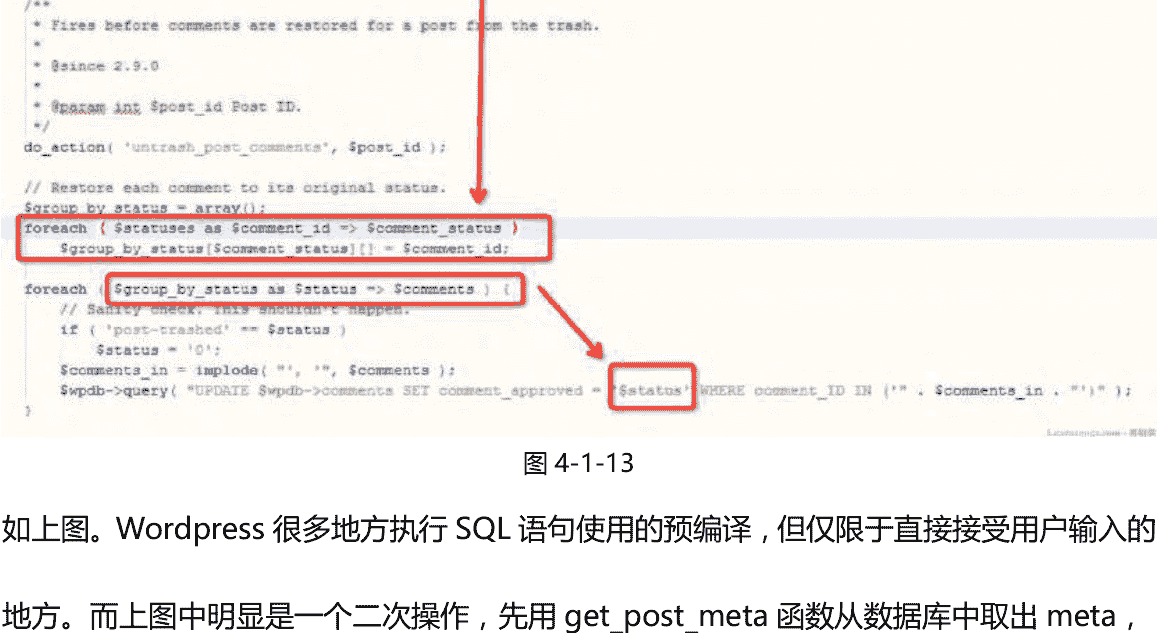 /**
* Fires before comments are restored for a post from the trash.
*
* @since 2.9.0
*
* @param int $post_id Post ID.
*/
do_action( 'untrash_post_comments', $post_id );
// Restore each comment to its original status.
$group_by_status = array();
foreach ( $statuses as $comment_id => $comment_status )
$group_by_status[$comment_status][] = $comment_id;
foreach ( $group_by_status as $status => $comments ) {
// Sanity check. This shouldn't happen.
if ( 'post-trashed' == $status )
$status = '0';
$comments_in = implode( "', '", $comments );
$wpdb->query( "UPDATE $wpdb->comments SET comment_approved = '$status' WHERE comment_ID IN ('" . $comments_in . "')" );
}
图 4-1-13
如上图。Wordpress 很多地方执行 SQL 语句使用的预编译，但仅限于直接接受用户输入的
地方。而上图中明显是一个二次操作，先用 get_post_meta 函数从数据库中取出 meta，